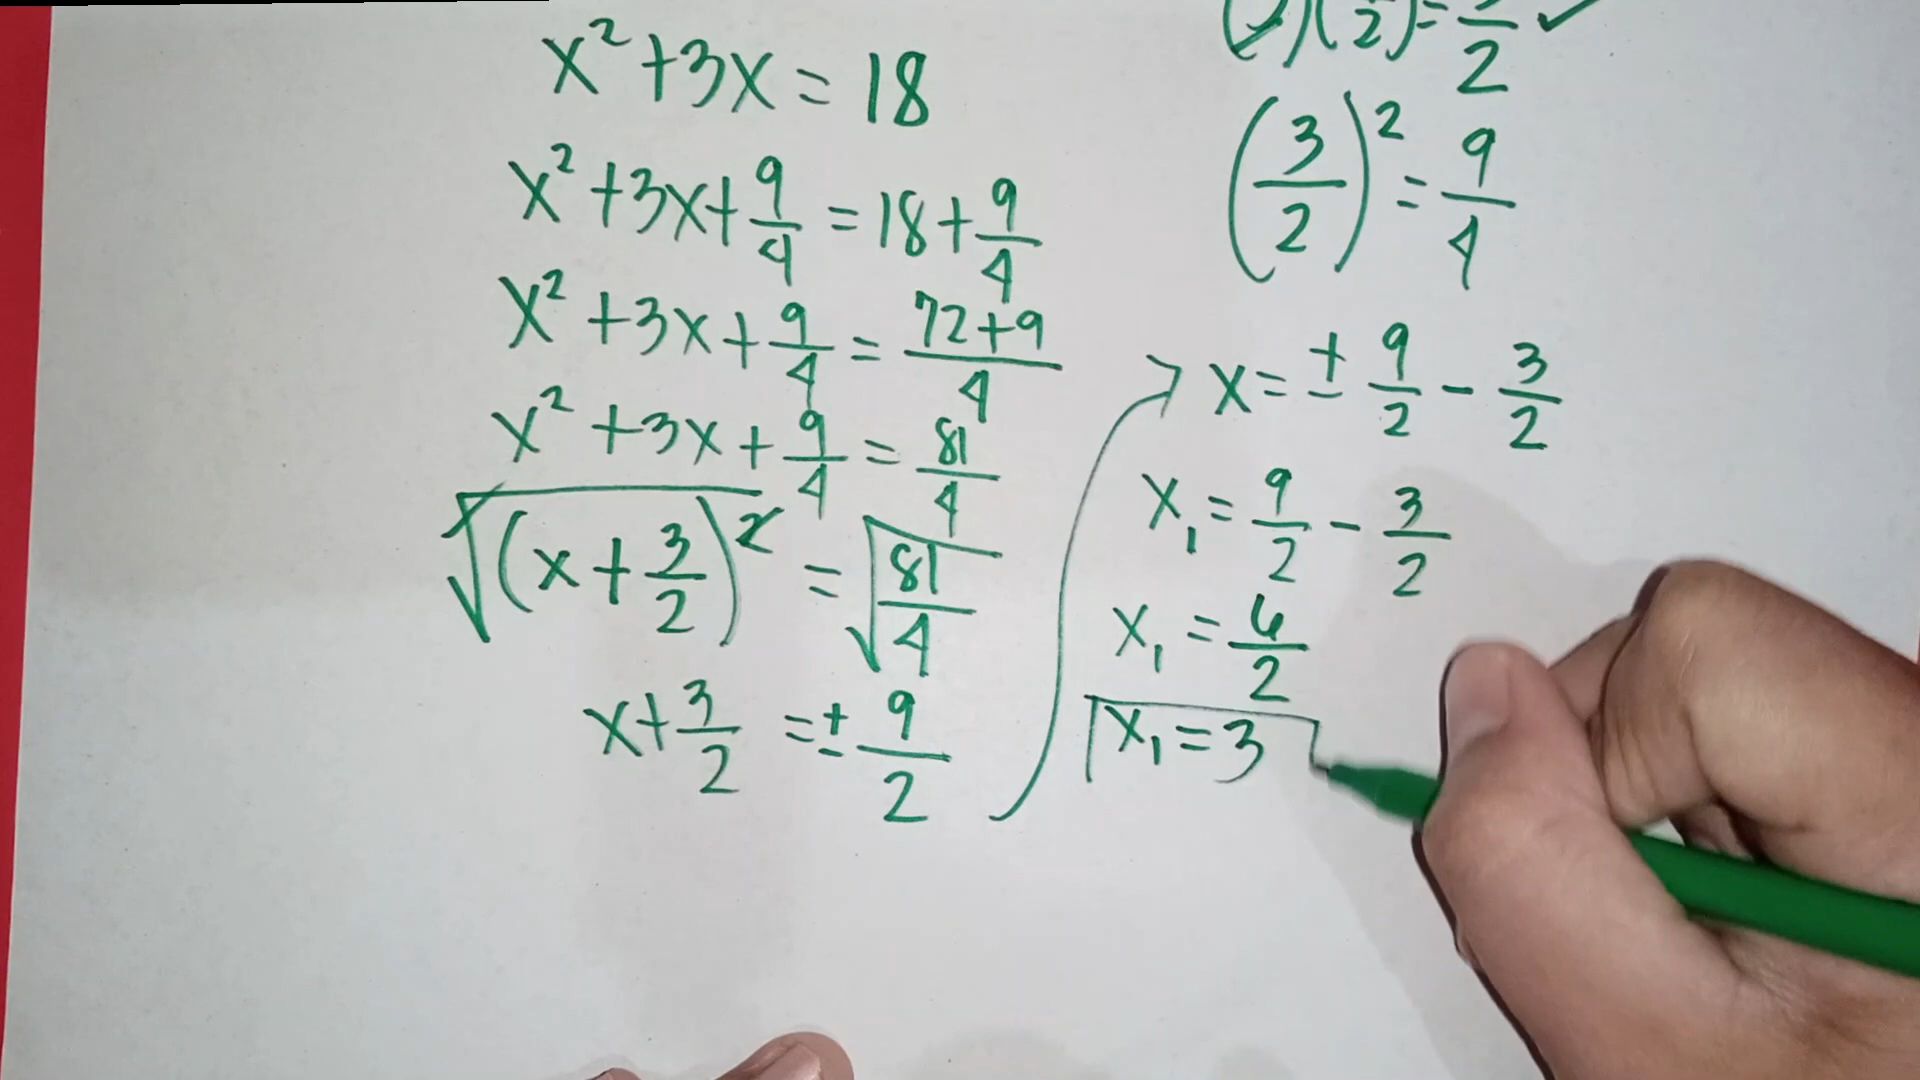 x² + 3x = 18
x² + 3x + 9/4 = 18 + 9/4
x² + 3x + 9/4 = (72 + 9)/4
x² + 3x + 9/4 = 81/4
√(x + 3/2)² = √(81/4)
x + 3/2 = ± 9/2
2 ✓
(3/2)² = 9/4
x = ± 9/2 - 3/2
x₁ = 9/2 - 3/2
x₁ = 6/2
x₁ = 3